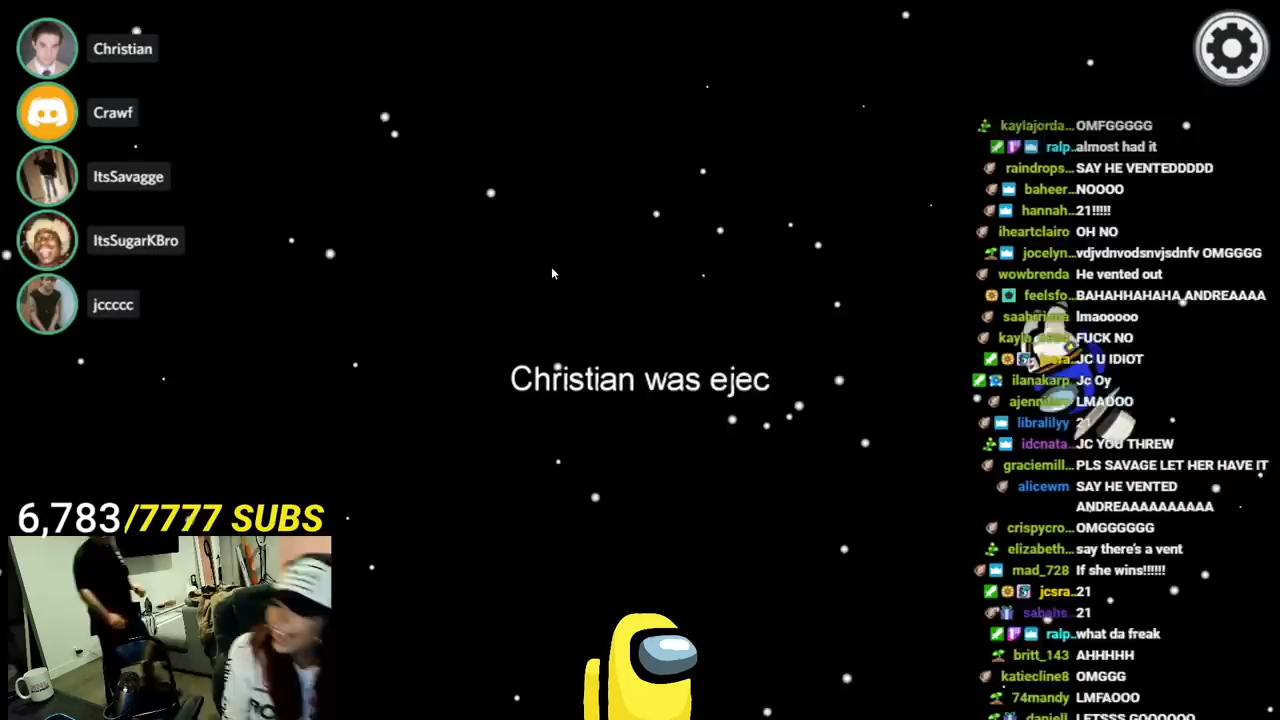 Christian
Crawf
ItsSavagge
ItsSugarKBro
jccccc
Christian was ejec
6,783/7777 SUBS
kaylajorda... OMFGGGGG
ralp.. almost had it
raindrops... SAY HE VENTEDDDDD
baheer... NOOOO
hannah.. 21!!!!!
iheartclairo OH NO
jocelyn... vdjvdnvodsnvjsdnfv OMGGGG
wowbrenda He vented out
feelsfo... BAHAHHAHAHA ANDREAAAA
lmaooooo
FUCK NO
JC U IDIOT
ilanakarp Jc Oy
LMAOOO
libralilyy 21
idcnata... JC YOU THREW
graciemill... PLS SAVAGE LET HER HAVE IT
alicewm SAY HE VENTED
ANDREAAAAAAAAAA
crispycro... OMGGGGGG
elizabeth... say there's a vent
mad_728 If she wins!!!!!!
jcsra.. 21
sabahs.. 21
ralp.. what da freak
britt_143 AHHHHH
katiecline8 OMGGG
74mandy LMFAOOO
daniell